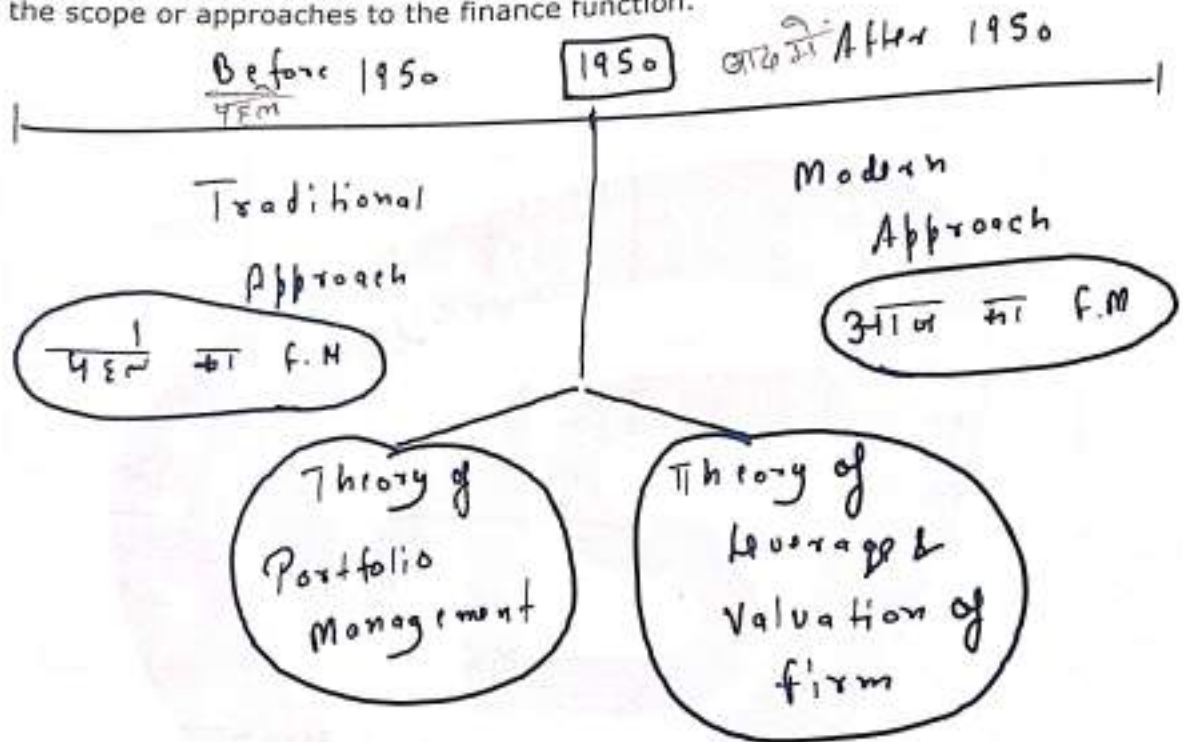 the scope or approaches to the finance function.
Before 1950
पहले
1950
बाद में After 1950
Traditional
Approach
पहले का F.M
Modern
Approach
आज का F.M
Theory of
Portfolio
Management
Theory of
Leverage &
Valuation of
firm